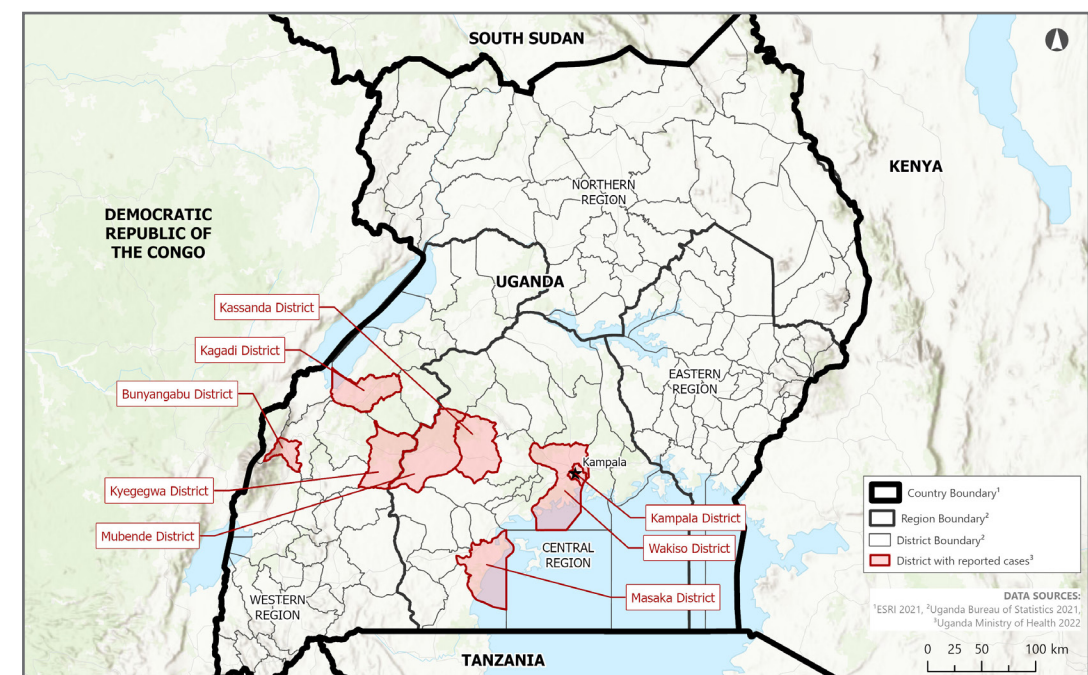 SOUTH SUDAN
KENYA
NORTHERN
REGION
DEMOCRATIC
REPUBLIC OF
THE CONGO
UGANDA
Kassanda District
Kagadi District
Bunyangabu District
EASTERN
REGION
Kampala
Kyegegwa District
Mubende District
Kampala District
Wakiso District
CENTRAL
REGION
Masaka District
WESTERN
REGION
TANZANIA
Country Boundary¹
Region Boundary²
District Boundary²
District with reported cases³
DATA SOURCES:
¹ESRI 2021, ²Uganda Bureau of Statistics 2021,
³Uganda Ministry of Health 2022
0 25 50 100 km